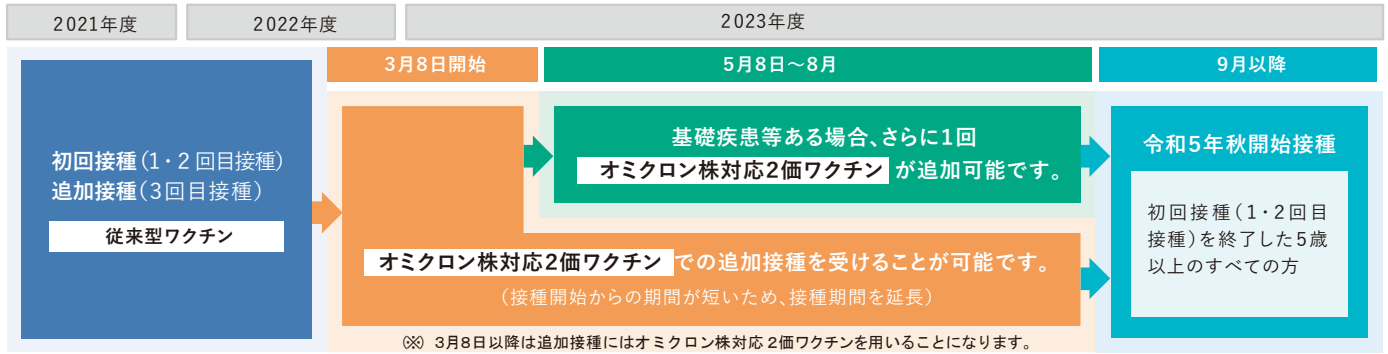 2021年度
2022年度
2023年度
3月8日開始
5月8日～8月
9月以降
初回接種（1・2回目接種）
追加接種（3回目接種）
従来型ワクチン
基礎疾患等ある場合、さらに1回
オミクロン株対応2価ワクチン が追加可能です。
オミクロン株対応2価ワクチン での追加接種を受けることが可能です。
（接種開始からの期間が短いため、接種期間を延長）
令和5年秋開始接種
初回接種（1・2回目
接種）を終了した5歳
以上のすべての方
（※） 3月8日以降は追加接種にはオミクロン株対応2価ワクチンを用いることになります。